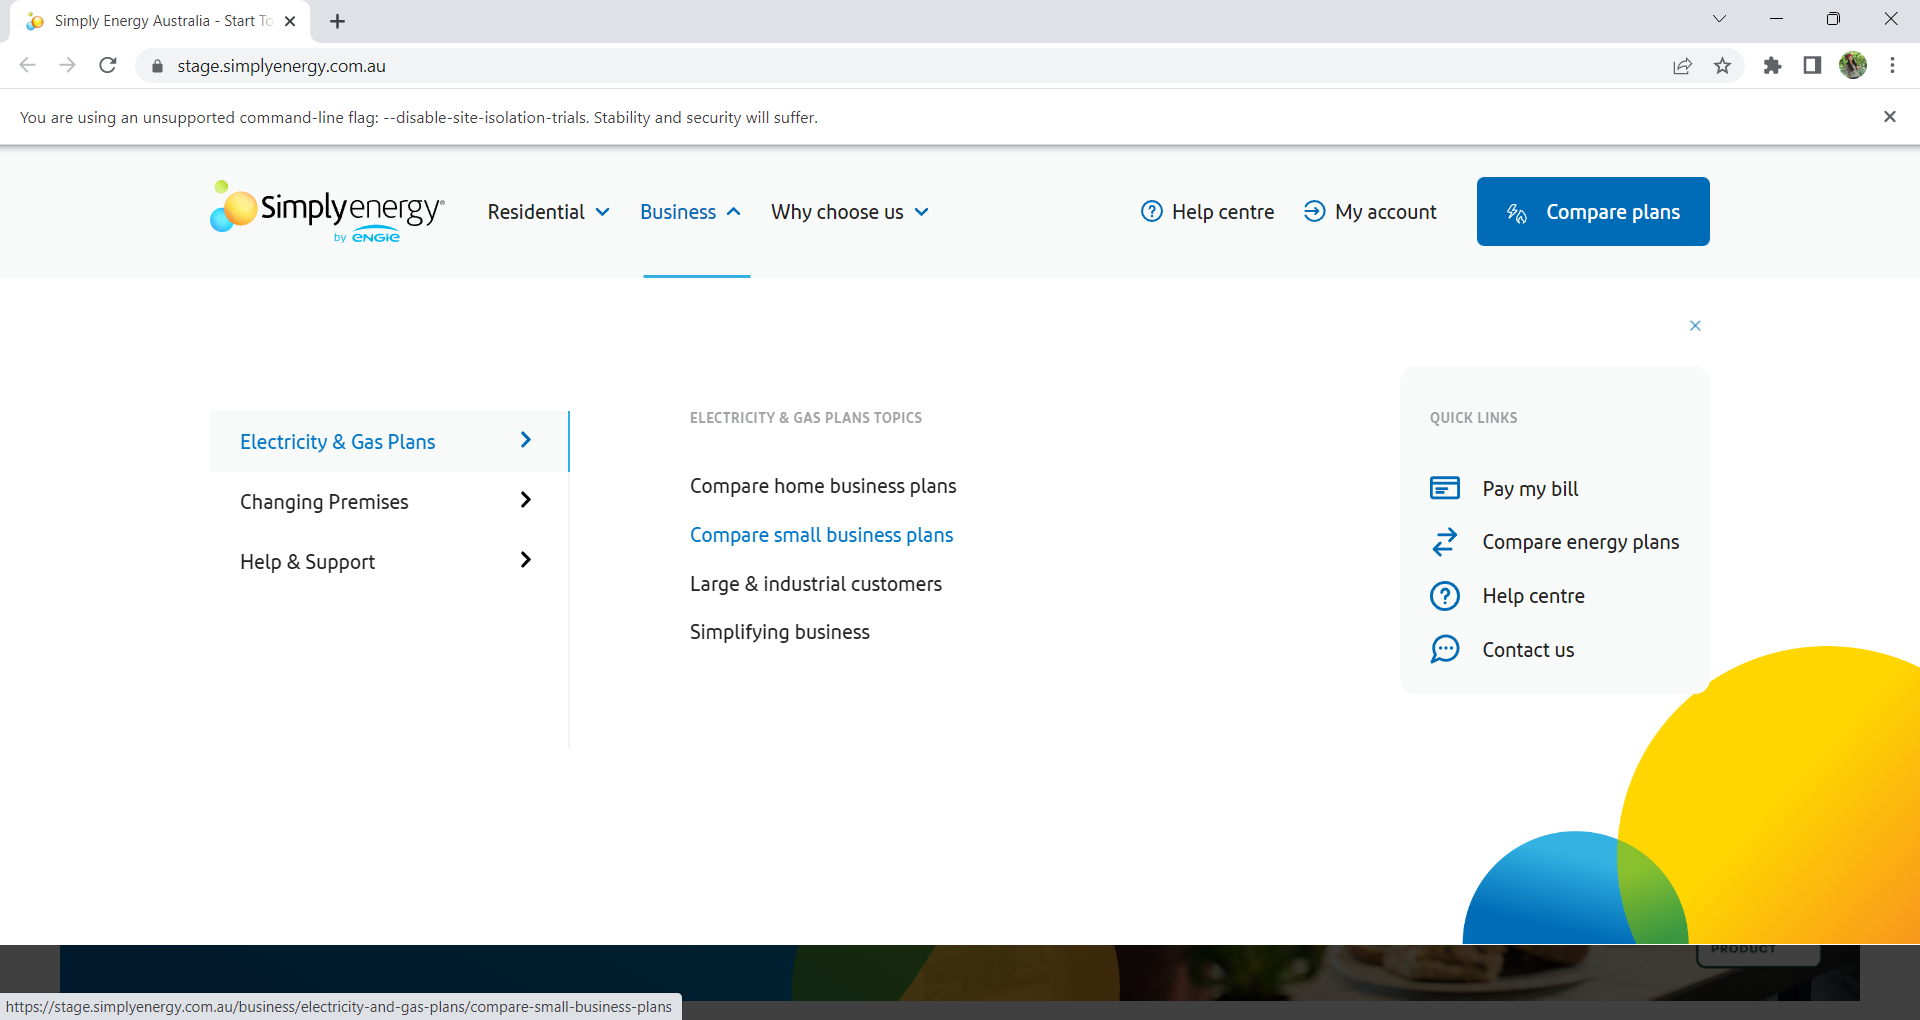 Simply Energy Australia - Start To
stage.simplyenergy.com.au
You are using an unsupported command-line flag: --disable-site-isolation-trials. Stability and security will suffer.
Simplyenergy
by ENGIE
Residential
Business
Why choose us
Help centre
My account
Compare plans
Electricity & Gas Plans
Changing Premises
Help & Support
ELECTRICITY & GAS PLANS TOPICS
Compare home business plans
Compare small business plans
Large & industrial customers
Simplifying business
QUICK LINKS
Pay my bill
Compare energy plans
Help centre
Contact us
PRODUCT
https://stage.simplyenergy.com.au/business/electricity-and-gas-plans/compare-small-business-plans